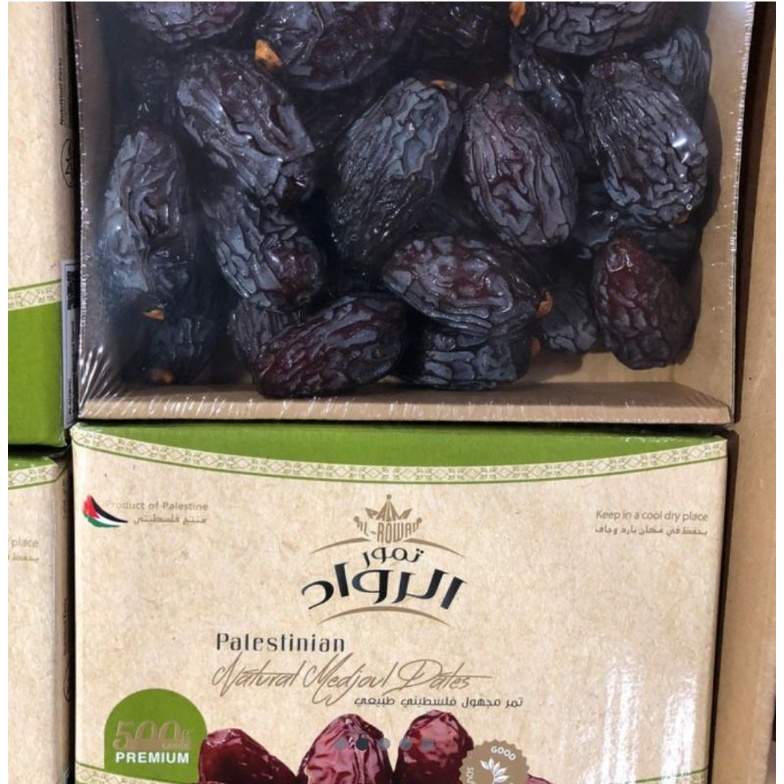 Product of Palestine
منتج فلسطيني
Keep in a cool dry place
يحفظ في مكان بارد وجاف
AL-ROWAD
تمور
الرواد
Palestinian
Natural Medjoul Dates
تمر مجهول فلسطيني طبيعي
500g
PREMIUM
GOOD
place